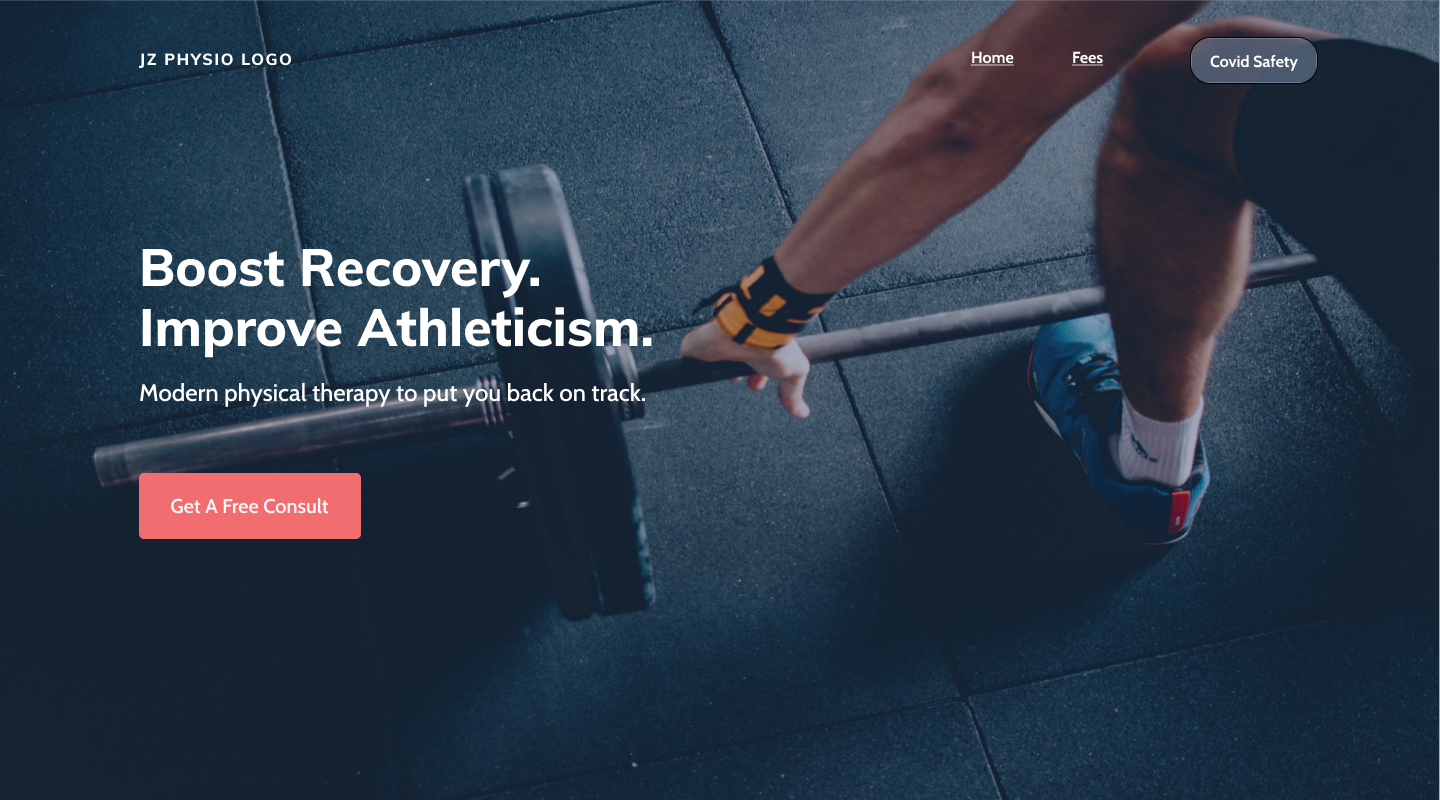 JZ PHYSIO LOGO
Home
Fees
Covid Safety
Boost Recovery.
Improve Athleticism.
Modern physical therapy to put you back on track.
Get A Free Consult